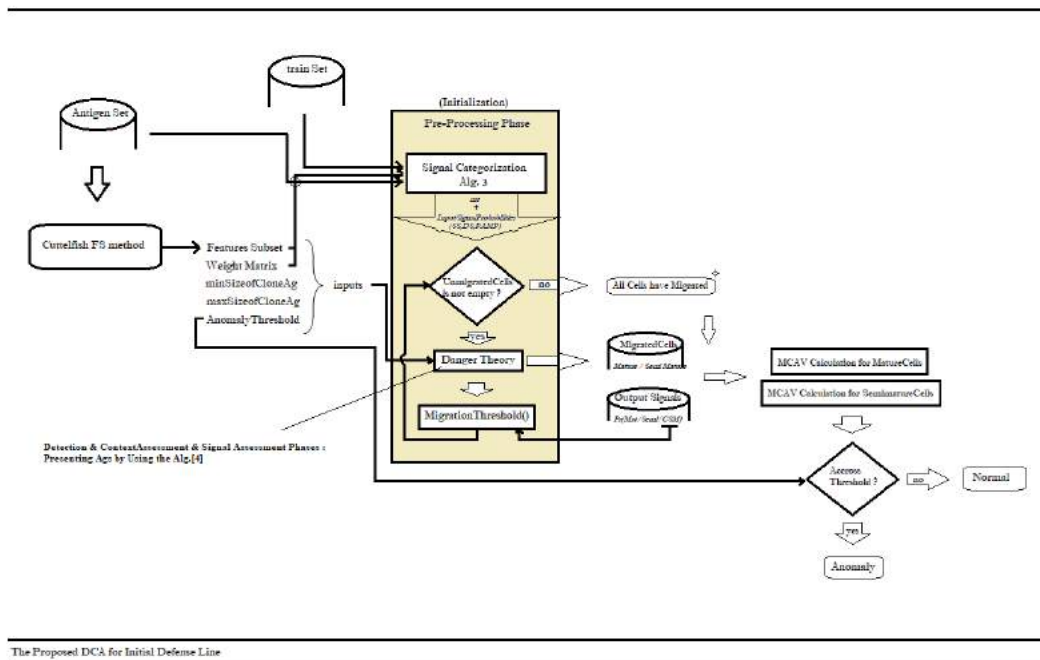 train Set
Antigen Set
(Initialization)
Pre-Processing Phase
Signal Categorization
Alg. 3
Cuttelfish FS method
Features Subset
Weight Matrix
minSizeofCloneAg
maxSizeofCloneAg
AnomalyThreshold
inputs
UnmigratedCells
is not empty ?
no
All Cells have Migrated
yes
Danger Theory
MigratedCells
Mature / Semi Mature
MigrationThreshold()
Output Signals
MCAV Calculation for MatureCells
MCAV Calculation for SemimatureCells
Detection & ContextAssessment & Signal Assessment Phases :
Presenting Ags by Using the Alg.[4]
Accross
Threshold ?
no
Normal
yes
Anomaly
The Proposed DCA for Initial Defense Line